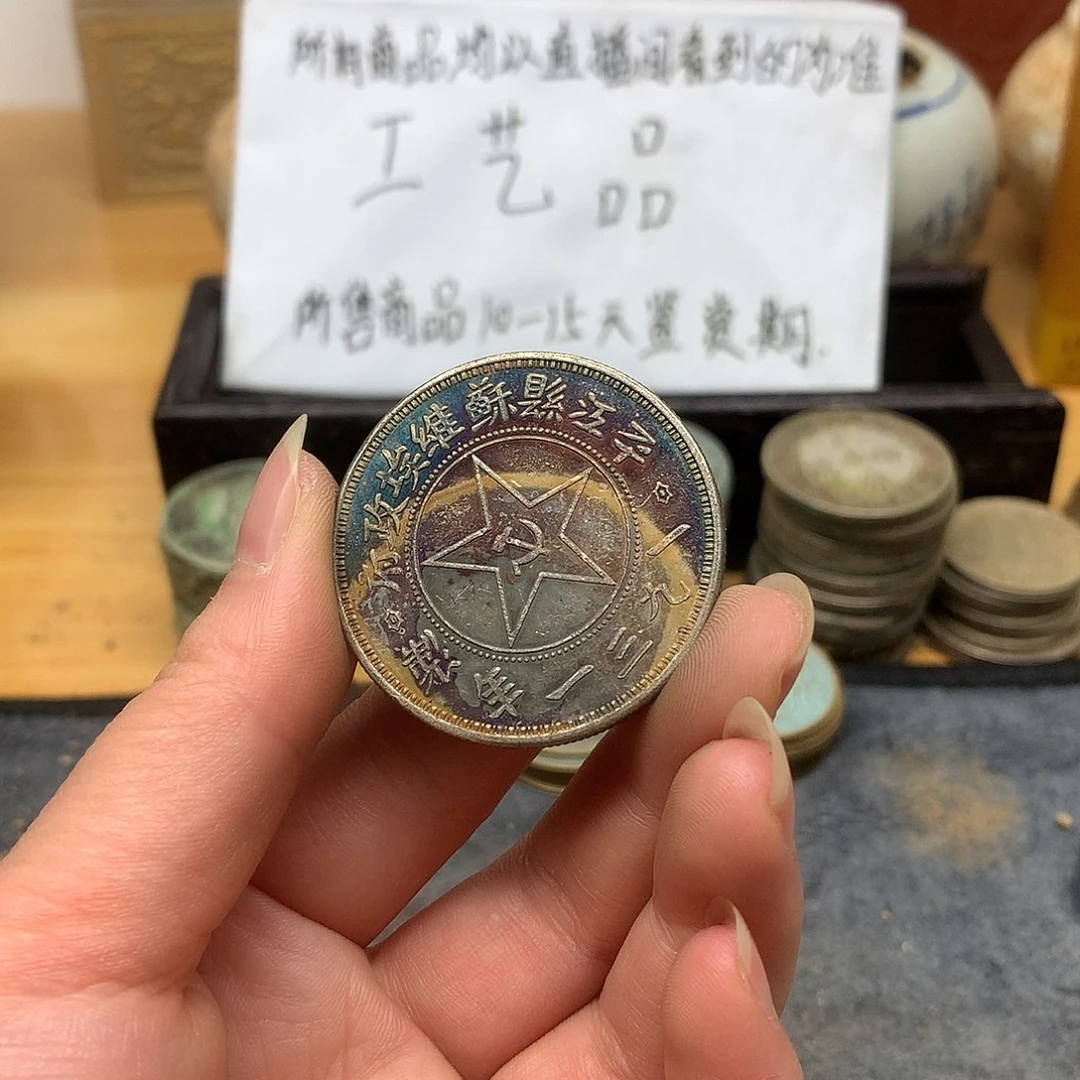 所有商品均以直播间看到的为准
工艺品
所售商品10-15天置货期.
平江縣蘇維埃政府
一九三一年製